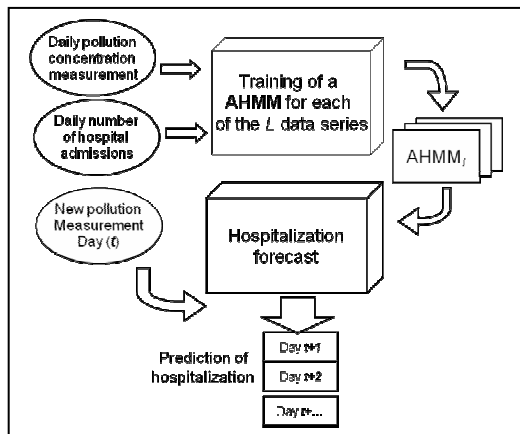 Daily pollution
concentration
measurement
Training of a
AHMM for each
of the L data series
Daily number
of hospital
admissions
AHMM
New pollution
Measurement
Day (t)
Hospitalization
forecast
Prediction of
hospitalization
Day t+1
Day t+2
Day t+...